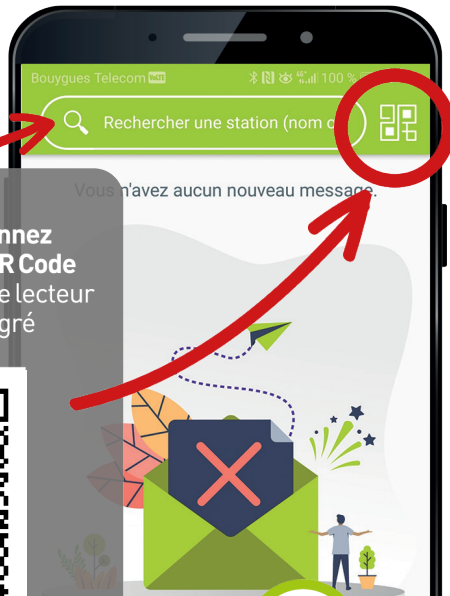 Bouygues Telecom
100 %
Rechercher une station (nom o
Vous n'avez aucun nouveau message.
nnez
R Code
e lecteur
gré